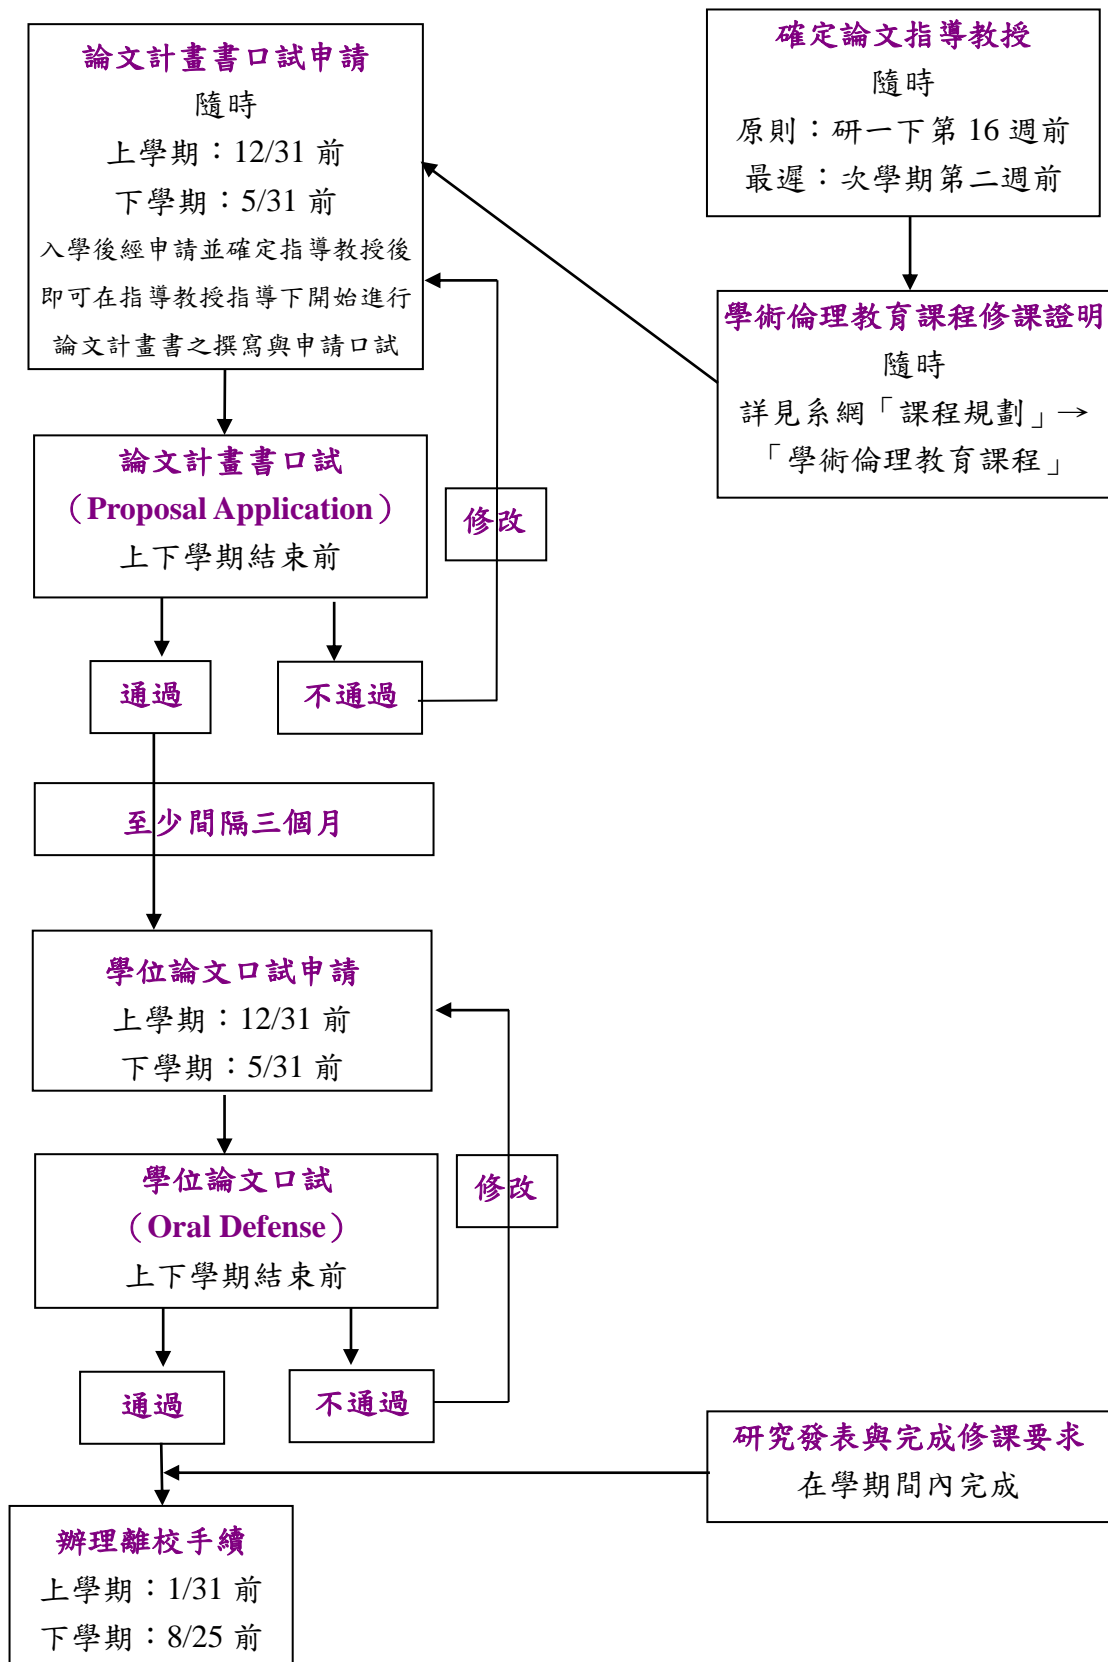 論文計畫書口試申請
隨時
上學期：12/31 前
下學期：5/31 前
入學後經申請並確定指導教授後
即可在指導教授指導下開始進行
論文計畫書之撰寫與申請口試
確定論文指導教授
隨時
原則：研一下第 16 週前
最遲：次學期第二週前
學術倫理教育課程修課證明
隨時
詳見系網「課程規劃」→
「學術倫理教育課程」
論文計畫書口試
（Proposal Application）
上下學期結束前
修改
通過
不通過
至少間隔三個月
學位論文口試申請
上學期：12/31 前
下學期：5/31 前
學位論文口試
（Oral Defense）
上下學期結束前
修改
通過
不通過
研究發表與完成修課要求
在學期間內完成
辦理離校手續
上學期：1/31 前
下學期：8/25 前